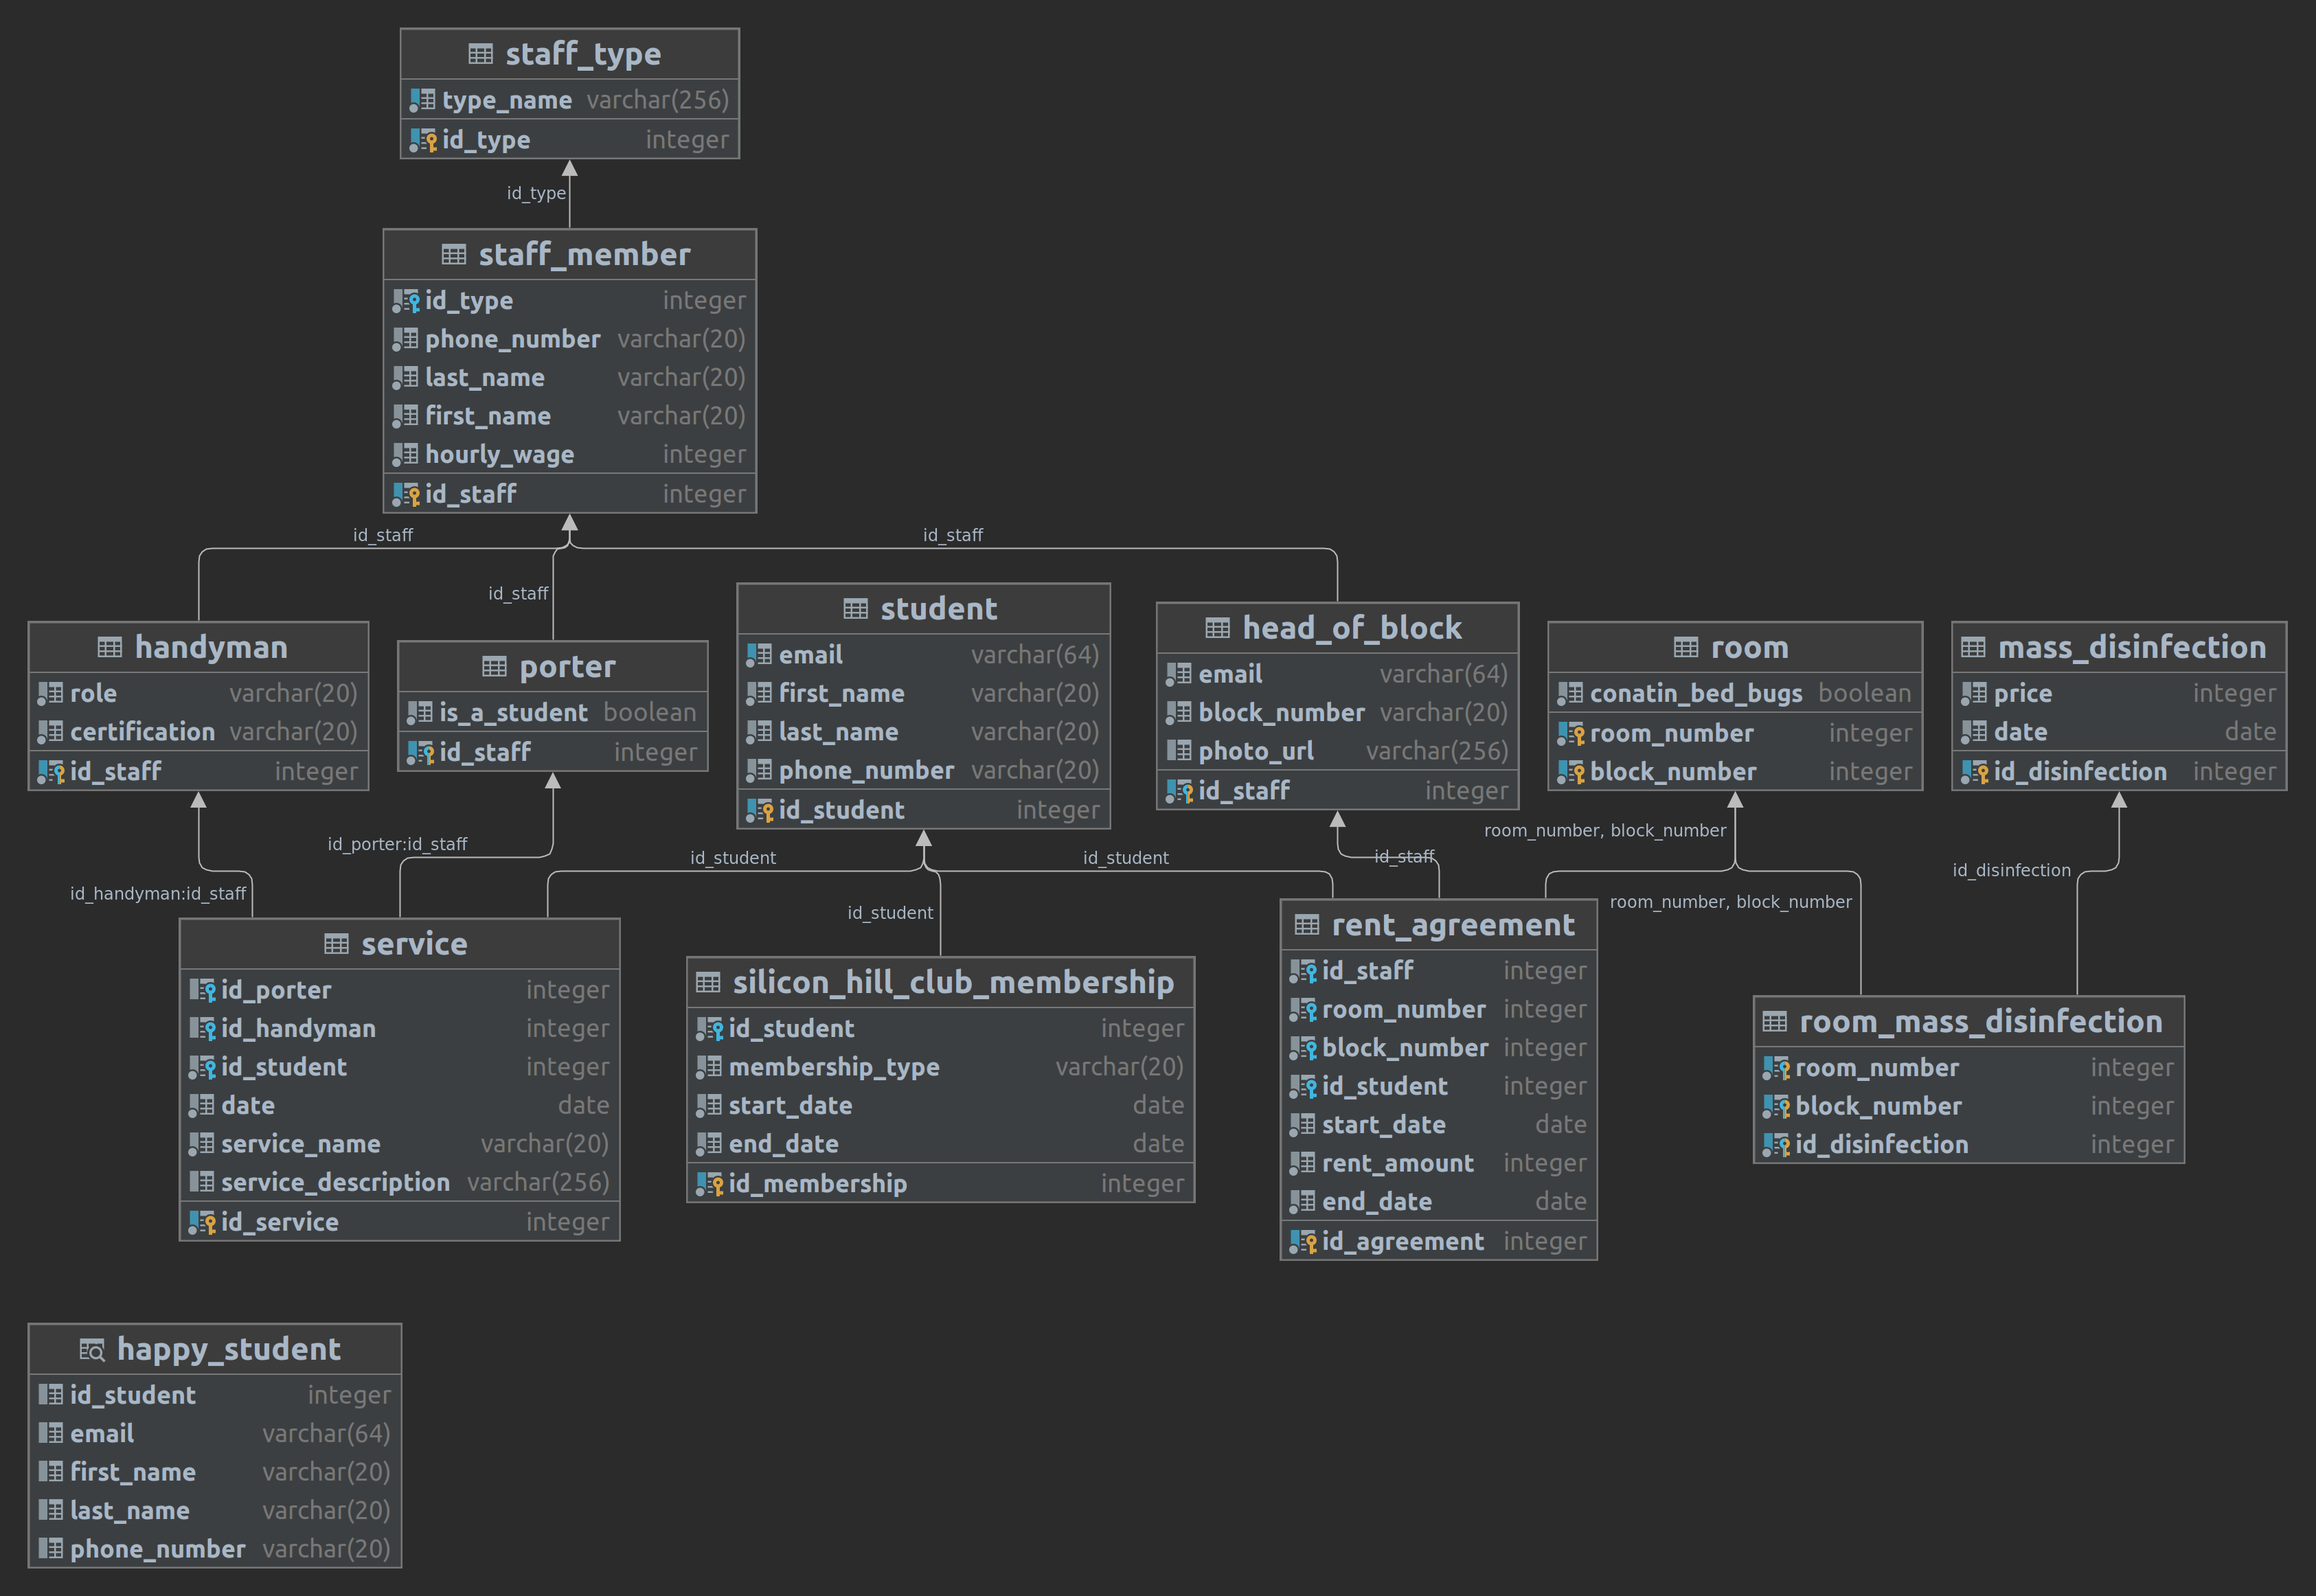 staff_type
type_name varchar(256)
id_type integer
id_type
staff_member
id_type integer
phone_number varchar(20)
last_name varchar(20)
first_name varchar(20)
hourly_wage integer
id_staff integer
id_staff
id_staff
id_staff
handyman
role varchar(20)
certification varchar(20)
id_staff integer
porter
is_a_student boolean
id_staff integer
student
email varchar(64)
first_name varchar(20)
last_name varchar(20)
phone_number varchar(20)
id_student integer
head_of_block
email varchar(64)
block_number varchar(20)
photo_url varchar(256)
id_staff integer
room
conatin_bed_bugs boolean
room_number integer
block_number integer
mass_disinfection
price integer
date date
id_disinfection integer
id_handyman:id_staff
id_porter:id_staff
id_student
id_student
id_student
id_staff
room_number, block_number
room_number, block_number
id_disinfection
service
id_porter integer
id_handyman integer
id_student integer
date date
service_name varchar(20)
service_description varchar(256)
id_service integer
silicon_hill_club_membership
id_student integer
membership_type varchar(20)
start_date date
end_date date
id_membership integer
rent_agreement
id_staff integer
room_number integer
block_number integer
id_student integer
start_date date
rent_amount integer
end_date date
id_agreement integer
room_mass_disinfection
room_number integer
block_number integer
id_disinfection integer
happy_student
id_student integer
email varchar(64)
first_name varchar(20)
last_name varchar(20)
phone_number varchar(20)